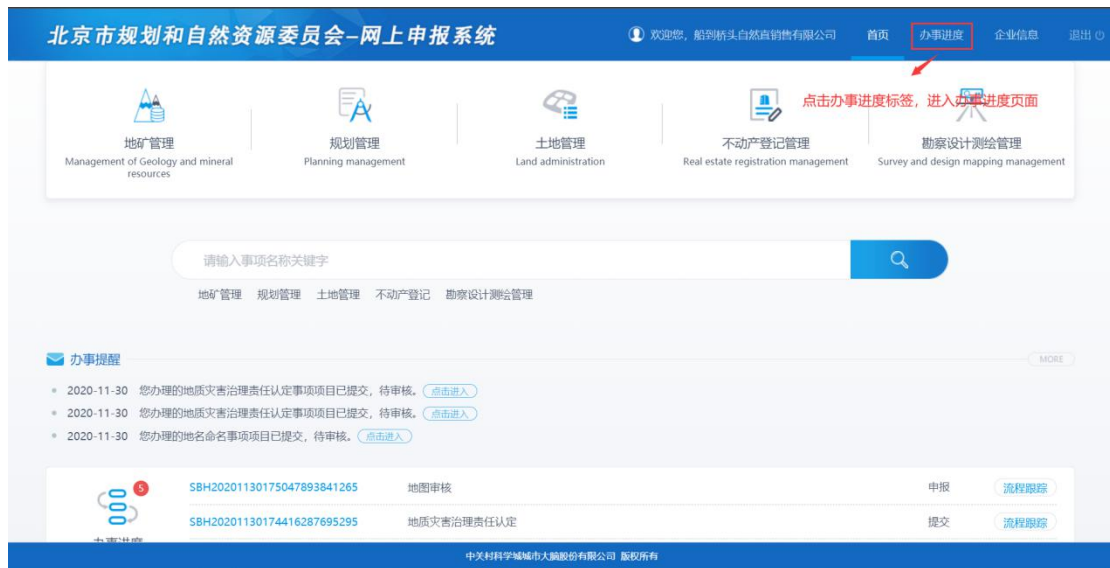 北京市规划和自然资源委员会-网上申报系统
欢迎您，船到桥头自然直销售有限公司 首页 办事进度 企业信息 退出
点击办事进度标签，进入办事进度页面
地矿管理
Management of Geology and mineral
resources
规划管理
Planning management
土地管理
Land administration
不动产登记管理
Real estate registration management
勘察设计测绘管理
Survey and design mapping management
请输入事项名称关键字
地矿管理 规划管理 土地管理 不动产登记 勘察设计测绘管理
办事提醒
MORE
2020-11-30 您办理的地质灾害治理责任认定事项项目已提交，待审核。 点击进入
2020-11-30 您办理的地质灾害治理责任认定事项项目已提交，待审核。 点击进入
2020-11-30 您办理的地名命名事项项目已提交，待审核。 点击进入
5
SBH20201130175047893841265 地图审核 申报 流程跟踪
SBH20201130174416287695295 地质灾害治理责任认定 提交 流程跟踪
办事进度
中关村科学城城市大脑股份有限公司 版权所有